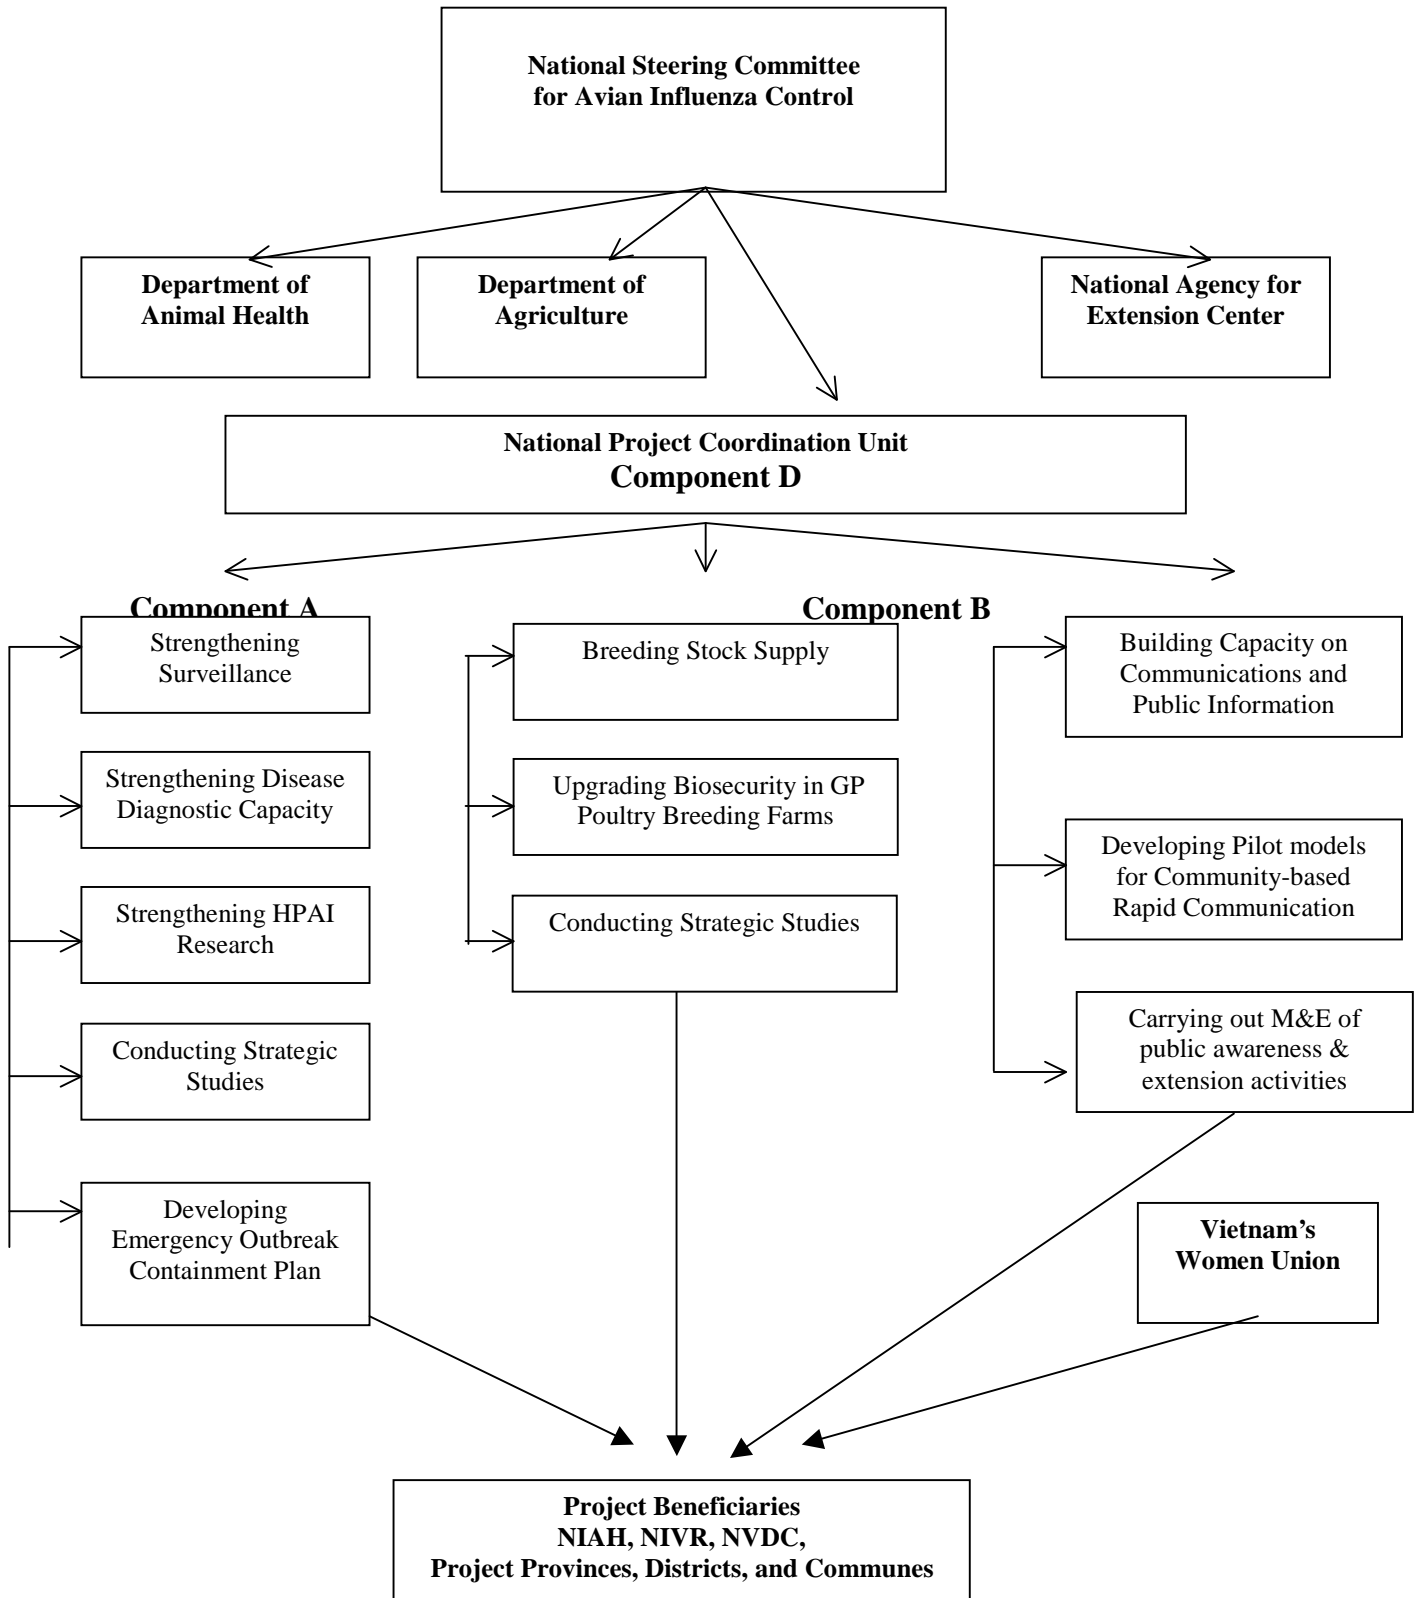 National Steering Committee
for Avian Influenza Control
Department of
Animal Health
Department of
Agriculture
National Agency for
Extension Center
National Project Coordination Unit
Component D
Component A
Component B
Strengthening
Surveillance
Strengthening Disease
Diagnostic Capacity
Strengthening HPAI
Research
Conducting Strategic
Studies
Developing
Emergency Outbreak
Containment Plan
Breeding Stock Supply
Upgrading Biosecurity in GP
Poultry Breeding Farms
Conducting Strategic Studies
Building Capacity on
Communications and
Public Information
Developing Pilot models
for Community-based
Rapid Communication
Carrying out M&E of
public awareness &
extension activities
Vietnam’s
Women Union
Project Beneficiaries
NIAH, NIVR, NVDC,
Project Provinces, Districts, and Communes